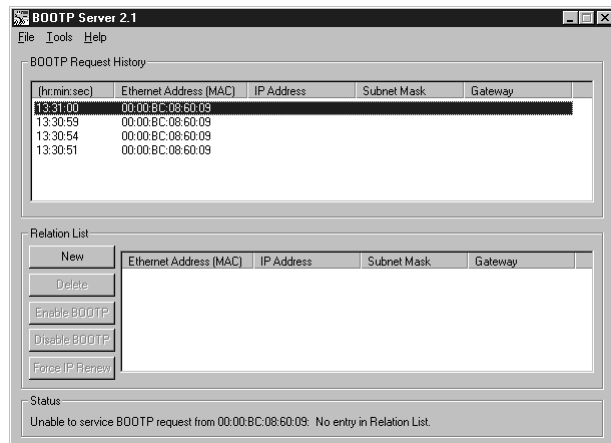 BOOTP Server 2.1
File Tools Help
BOOTP Request History
(hr:min:sec) Ethernet Address (MAC) IP Address Subnet Mask Gateway
13:31:00 00:00:BC:08:60:09
13:30:59 00:00:BC:08:60:09
13:30:54 00:00:BC:08:60:09
13:30:51 00:00:BC:08:60:09
Relation List
New
Delete
Enable BOOTP
Disable BOOTP
Force IP Renew
Ethernet Address (MAC) IP Address Subnet Mask Gateway
Status
Unable to service BOOTP request from 00:00:BC:08:60:09: No entry in Relation List.